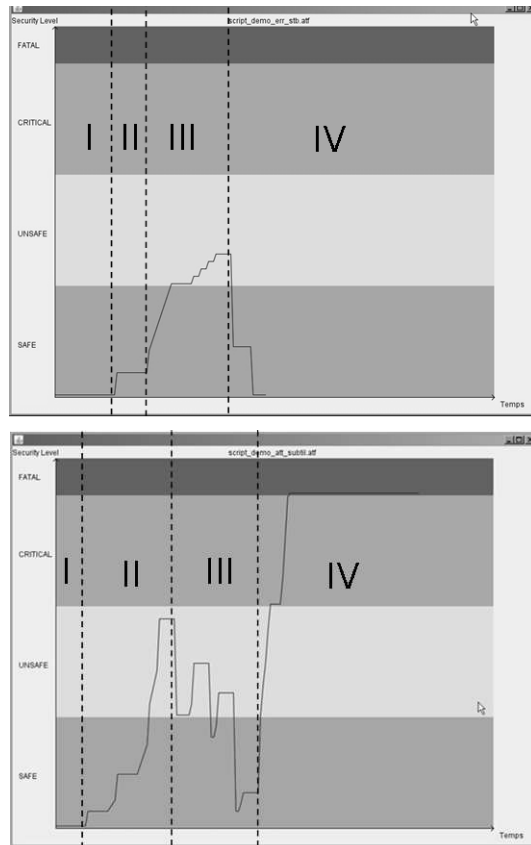 Security Level script_demo_err_stb.atf
FATAL
CRITICAL
I II III IV
UNSAFE
SAFE
Temps
Security Level script_demo_att_subtil.atf
FATAL
CRITICAL
I II III IV
UNSAFE
SAFE
Temps